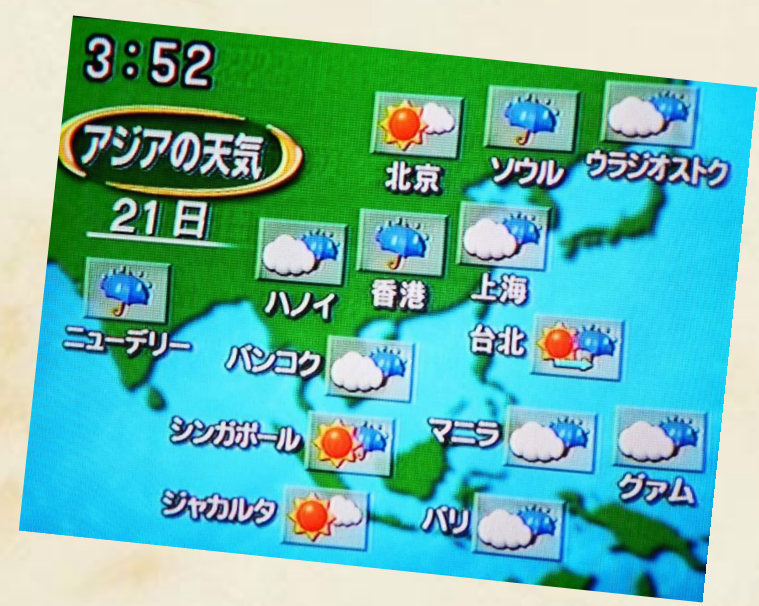 3:52
アジアの天気
21日
北京
ソウル
ウラジオストク
ハノイ
香港
上海
ニューデリー
バンコク
台北
シンガポール
マニラ
グァム
ジャカルタ
バリ